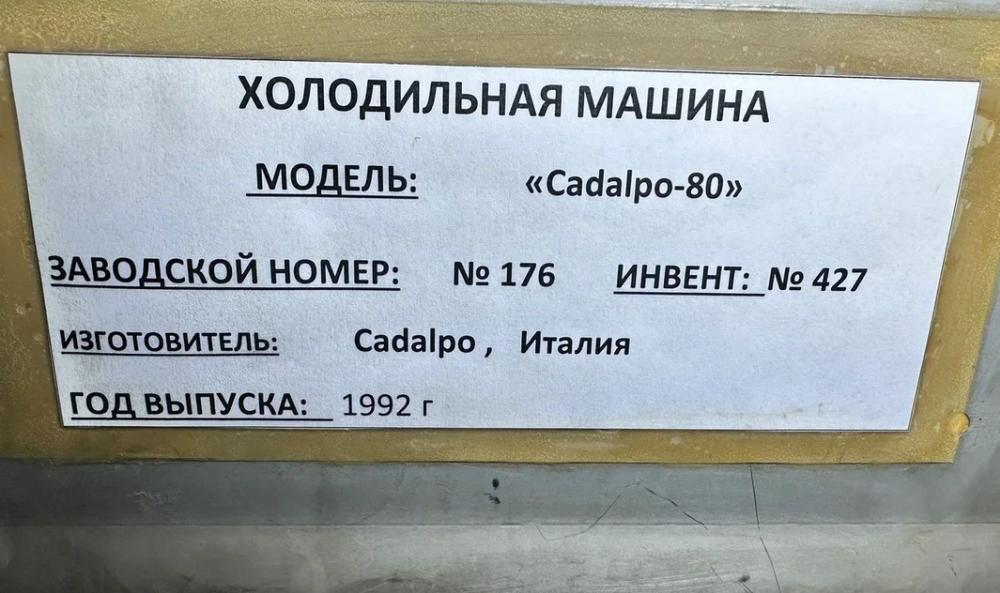 ХОЛОДИЛЬНАЯ МАШИНА
МОДЕЛЬ: «Cadalpo-80»
ЗАВОДСКОЙ НОМЕР: № 176 ИНВЕНТ: № 427
ИЗГОТОВИТЕЛЬ: Cadalpo , Италия
ГОД ВЫПУСКА: 1992 г